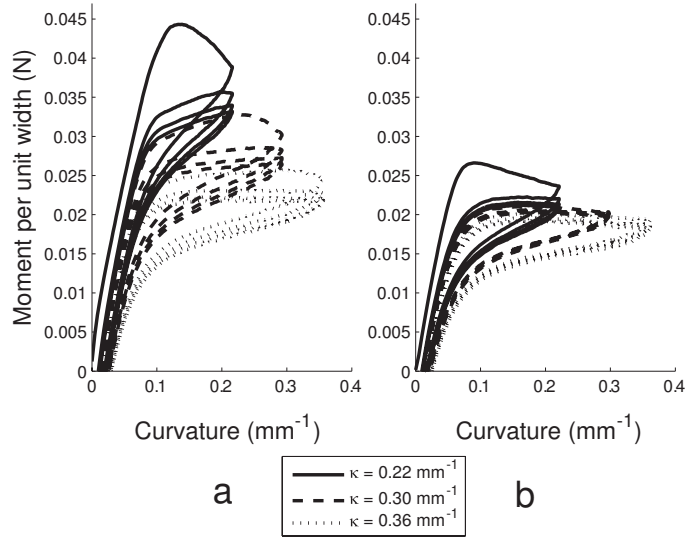 Moment per unit width (N)
0.045
0.04
0.035
0.03
0.025
0.02
0.015
0.01
0.005
0
0 0.1 0.2 0.3 0.4
Curvature (mm⁻¹)
a
0.045
0.04
0.035
0.03
0.025
0.02
0.015
0.01
0.005
0
0 0.1 0.2 0.3 0.4
Curvature (mm⁻¹)
b
κ = 0.22 mm⁻¹
κ = 0.30 mm⁻¹
κ = 0.36 mm⁻¹